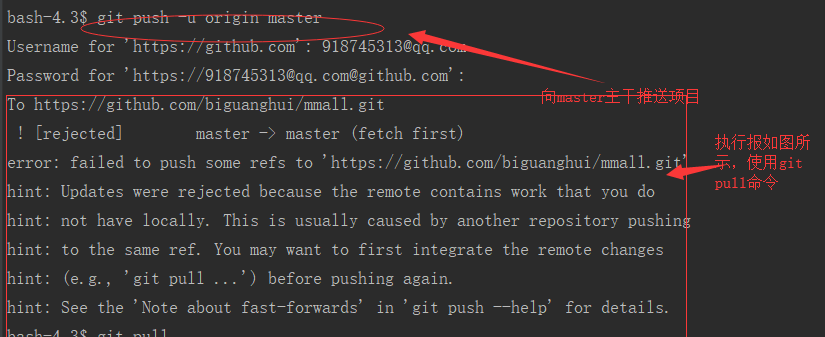 bash-4.3$ git push -u origin master
Username for 'https://github.com': 918745313@qq.com
Password for 'https://918745313@qq.com@github.com':
To https://github.com/biguanghui/mmall.git
! [rejected] master -> master (fetch first)
error: failed to push some refs to 'https://github.com/biguanghui/mmall.git'
hint: Updates were rejected because the remote contains work that you do
hint: not have locally. This is usually caused by another repository pushing
hint: to the same ref. You may want to first integrate the remote changes
hint: (e.g., 'git pull ...') before pushing again.
hint: See the 'Note about fast-forwards' in 'git push --help' for details.
bash-4.3$ git pull
向master主干推送项目
执行报如图所
示，使用git
pull命令